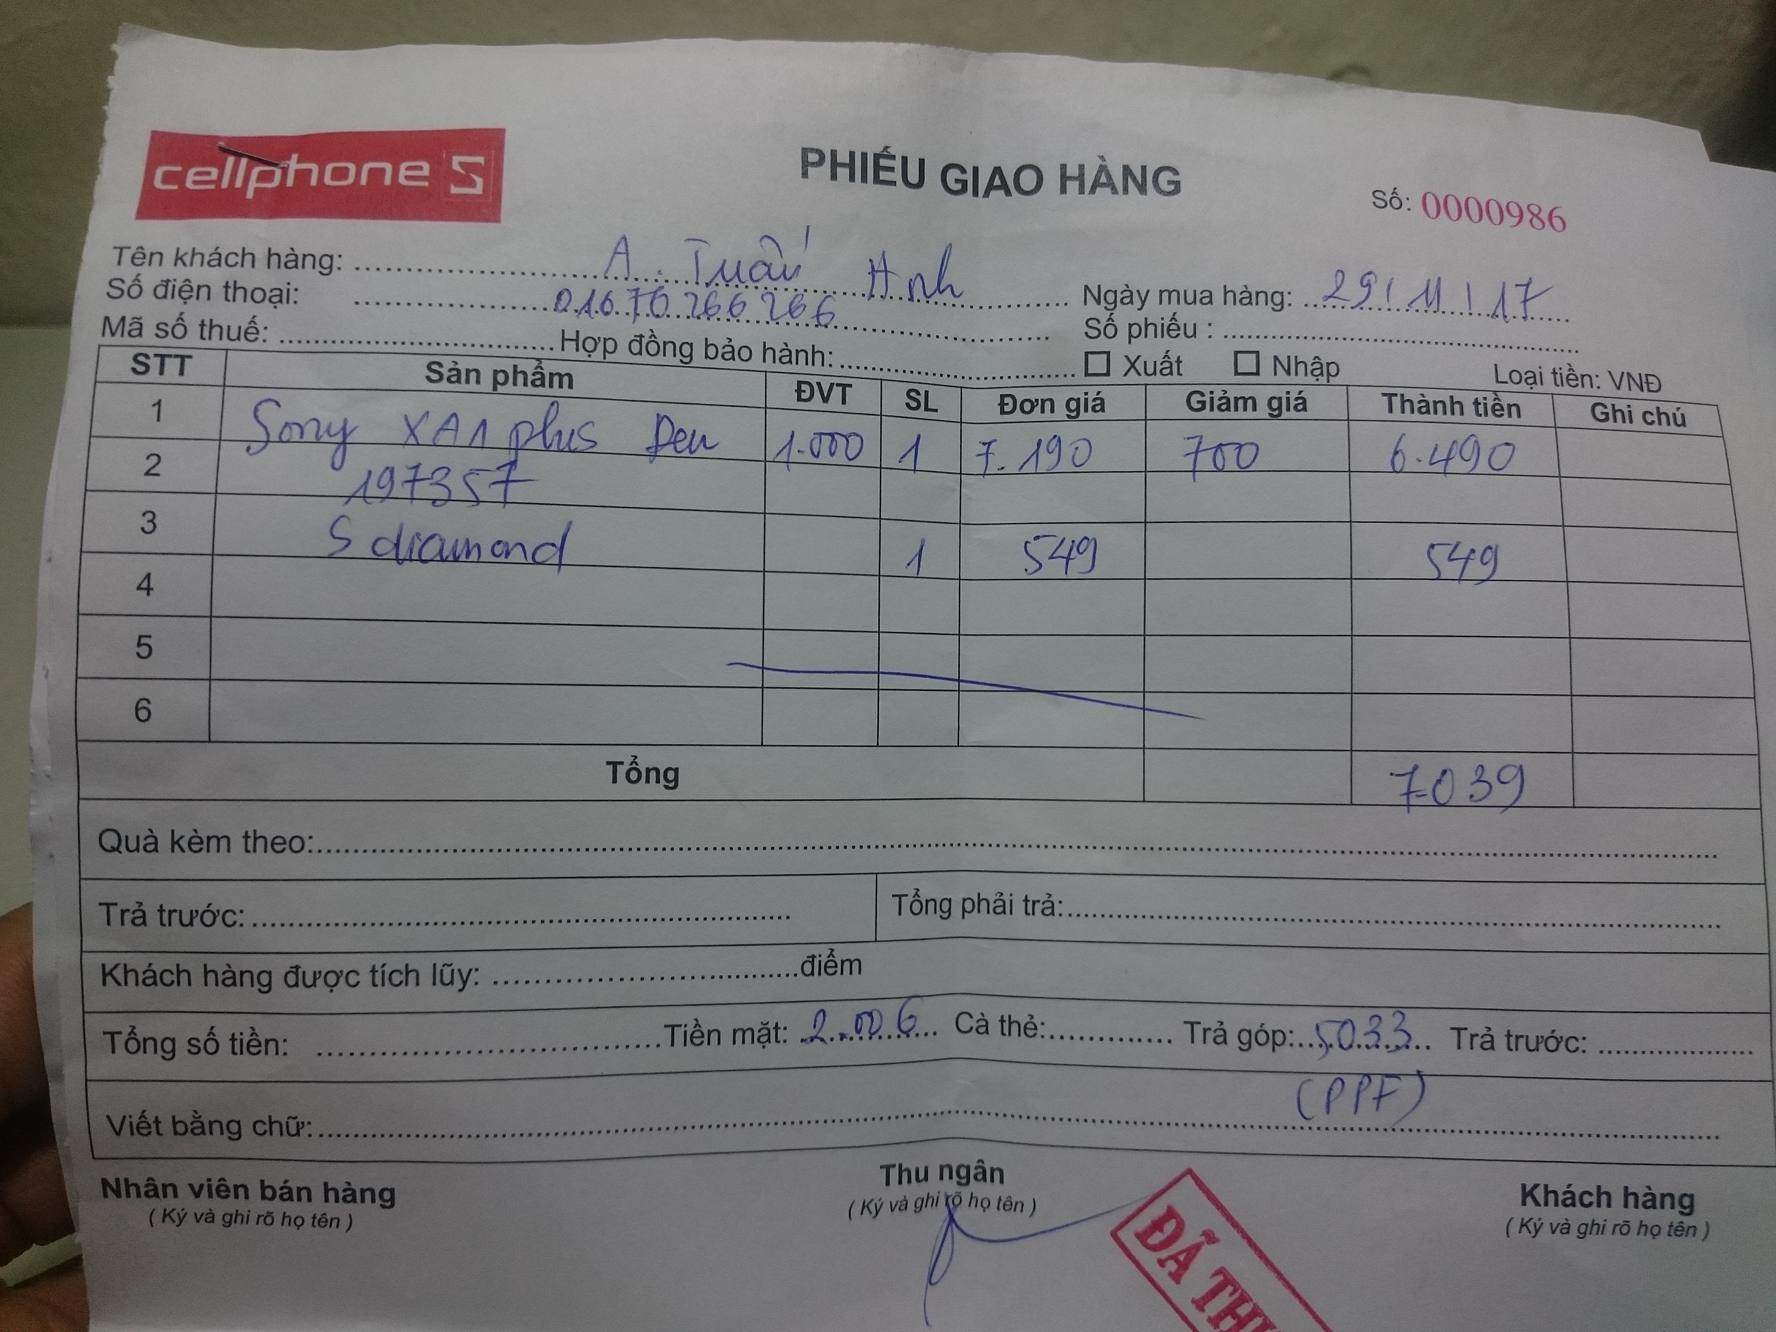 cellphone S
PHIẾU GIAO HÀNG
Số: 0000986
Tên khách hàng: A. Tuấn Anh
Số điện thoại: 01670266266 Ngày mua hàng: 29/11/17
Mã số thuế: Hợp đồng bảo hành: Số phiếu :
Xuất Nhập Loại tiền: VNĐ
STT Sản phẩm ĐVT SL Đơn giá Giảm giá Thành tiền Ghi chú
1 Sony XA1 plus Đen 1.000 1 7.190 700 6.490
2 197357
3 S diamond 1 549 549
4
5
6
Tổng 7.039
Quà kèm theo:
Trả trước: Tổng phải trả:
Khách hàng được tích lũy: điểm
Tổng số tiền: Tiền mặt: 2.006 Cà thẻ: Trả góp: 5.033 Trả trước:
(PPF)
Viết bằng chữ:
Nhân viên bán hàng Thu ngân Khách hàng
( Ký và ghi rõ họ tên ) ( Ký và ghi rõ họ tên ) ( Ký và ghi rõ họ tên )
ĐÃ TH